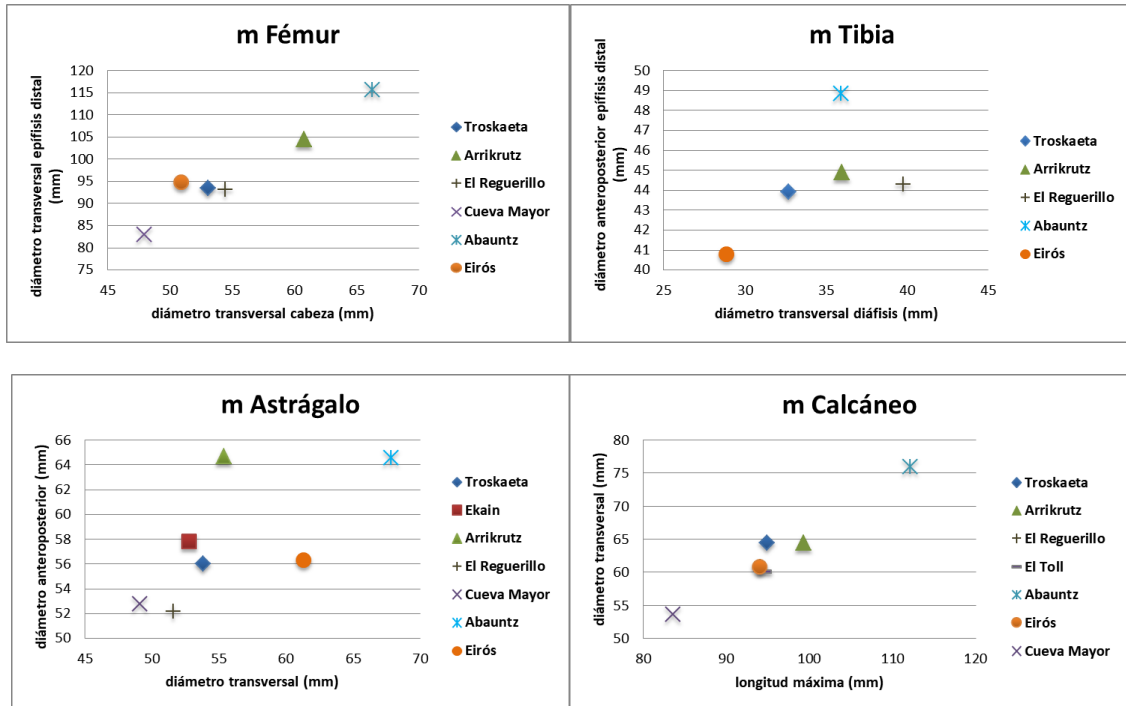 m Fémur
diámetro transversal epífisis distal
(mm)
120
115
110
105
100
95
90
85
80
75
45
50
55
60
65
70
diámetro transversal cabeza (mm)
Troskaeta
Arrikrutz
El Reguerillo
Cueva Mayor
Abauntz
Eirós
m Tibia
diámetro anteroposterior epífisis distal
(mm)
50
49
48
47
46
45
44
43
42
41
40
25
30
35
40
45
diámetro transversal diáfisis (mm)
Troskaeta
Arrikrutz
El Reguerillo
Abauntz
Eirós
m Astrágalo
diámetro anteroposterior (mm)
66
64
62
60
58
56
54
52
50
45
50
55
60
65
70
diámetro transversal (mm)
Troskaeta
Ekain
Arrikrutz
El Reguerillo
Cueva Mayor
Abauntz
Eirós
m Calcáneo
diámetro transversal (mm)
80
75
70
65
60
55
50
80
90
100
110
120
longitud máxima (mm)
Troskaeta
Arrikrutz
El Reguerillo
El Toll
Abauntz
Eirós
Cueva Mayor